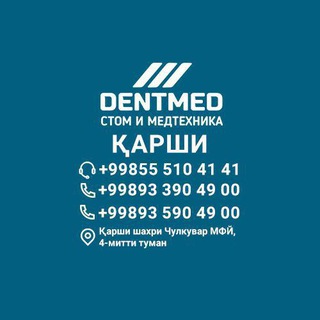 DENTMED
СТОМ И МЕДТЕХНИКА
ҚАРШИ
+99855 510 41 41
+99893 390 49 00
+99893 590 49 00
Қарши шахри Чулкувар МФЙ,
4-митти туман